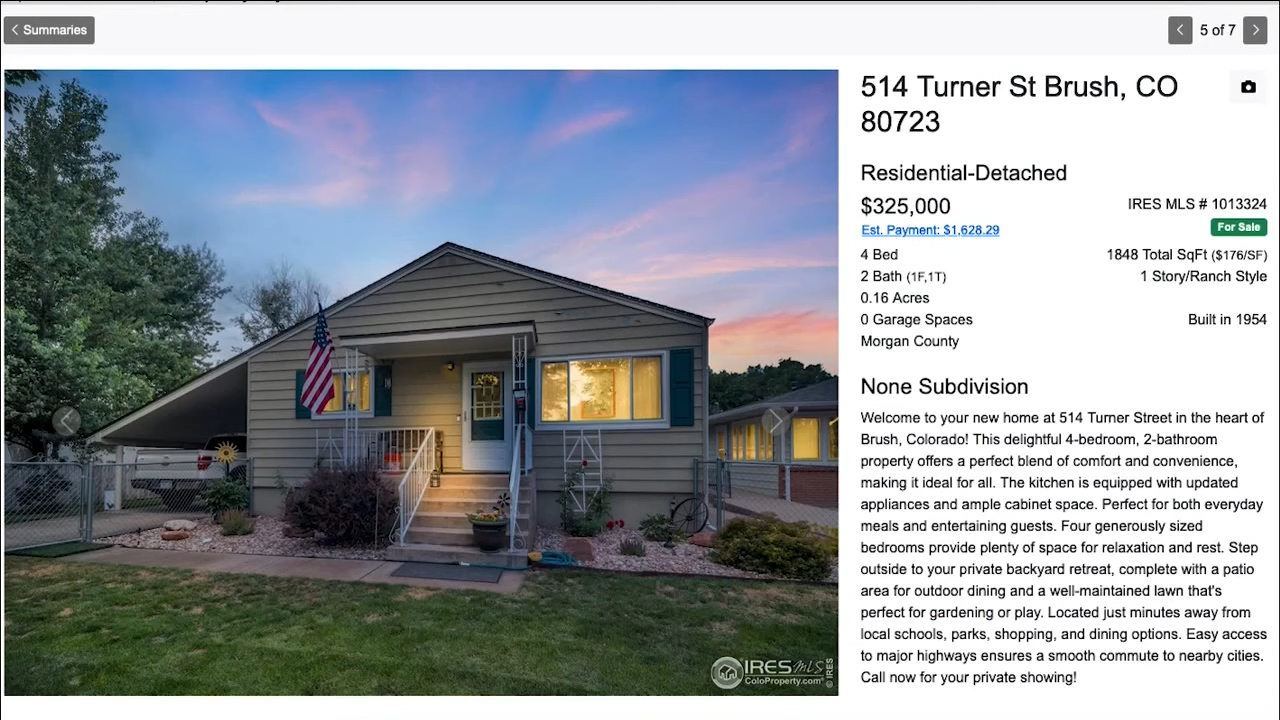 Summaries
5 of 7
514 Turner St Brush, CO
80723
Residential-Detached
$325,000
IRES MLS # 1013324
Est. Payment: $1,628.29
For Sale
4 Bed
1848 Total SqFt ($176/SF)
2 Bath (1F,1T)
1 Story/Ranch Style
0.16 Acres
0 Garage Spaces
Built in 1954
Morgan County
None Subdivision
Welcome to your new home at 514 Turner Street in the heart of
Brush, Colorado! This delightful 4-bedroom, 2-bathroom
property offers a perfect blend of comfort and convenience,
making it ideal for all. The kitchen is equipped with updated
appliances and ample cabinet space. Perfect for both everyday
meals and entertaining guests. Four generously sized
bedrooms provide plenty of space for relaxation and rest. Step
outside to your private backyard retreat, complete with a patio
area for outdoor dining and a well-maintained lawn that's
perfect for gardening or play. Located just minutes away from
local schools, parks, shopping, and dining options. Easy access
to major highways ensures a smooth commute to nearby cities.
Call now for your private showing!
IRES MLS
ColoProperty.com®
© IRES